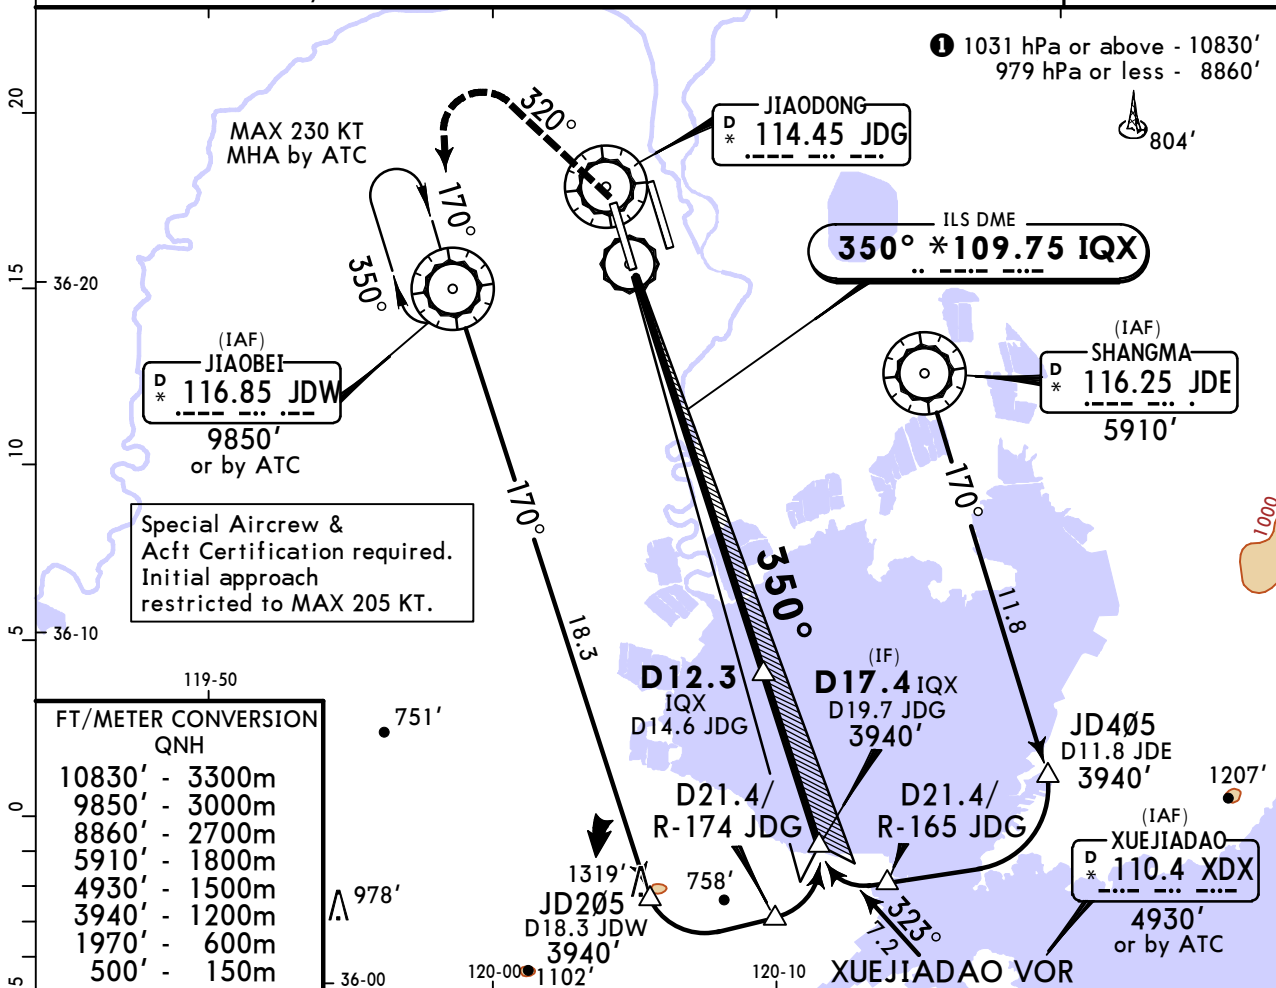 ❶ 1031 hPa or above - 10830'
979 hPa or less - 8860'
804'
20
MAX 230 KT
MHA by ATC
320°
JIAODONG
D
* 114.45 JDG
170°
350°
ILS DME
350° *109.75 IQX
15
36-20
(IAF)
JIAOBEI
D
* 116.85 JDW
9850'
or by ATC
(IAF)
SHANGMA
D
* 116.25 JDE
5910'
10
170°
170°
1000
Special Aircrew &
Acft Certification required.
Initial approach
restricted to MAX 205 KT.
350°
11.8
18.3
5
36-10
D12.3
IQX
D14.6 JDG
(IF)
D17.4 IQX
D19.7 JDG
3940'
119-50
751'
JD4Ø5
D11.8 JDE
3940'
1207'
FT/METER CONVERSION
QNH
10830' - 3300m
9850' - 3000m
8860' - 2700m
5910' - 1800m
4930' - 1500m
3940' - 1200m
1970' - 600m
500' - 150m
0
D21.4/
R-174 JDG
D21.4/
R-165 JDG
(IAF)
XUEJIADAO
D
* 110.4 XDX
4930'
or by ATC
1319'
758'
978'
JD2Ø5
D18.3 JDW
3940'
323°
7.2
XUEJIADAO VOR
5
36-00
120-00
1102'
120-10